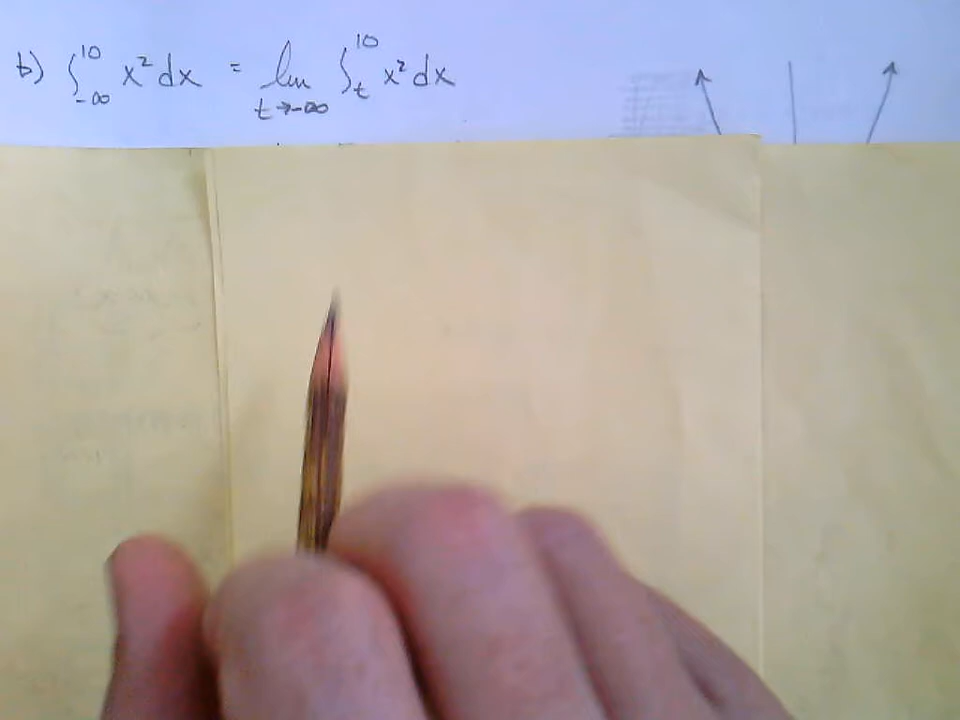 b) ∫_{-∞}^{10} x² dx = lim_{t→-∞} ∫_{t}^{10} x² dx